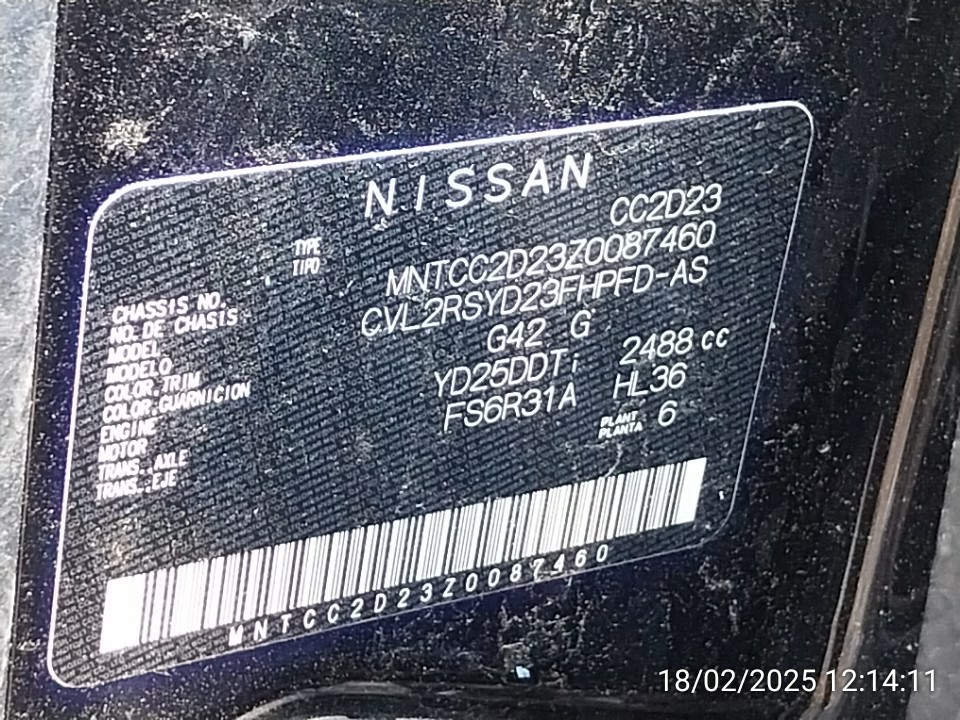 NISSAN
TYPE CC2D23
TIPO
CHASSIS NO. MNTCC2D23Z0087460
NO. DE CHASIS
MODEL CVL2RSYD23FHPFD-AS
MODELO
COLOR.TRIM G42 G
COLOR.GUARNICION
ENGINE YD25DDTi 2488 cc
MOTOR
TRANS..AXLE FS6R31A HL36
TRANS..EJE
PLANT 6
PLANTA
MNTCC2D23Z0087460
18/02/2025 12:14:11